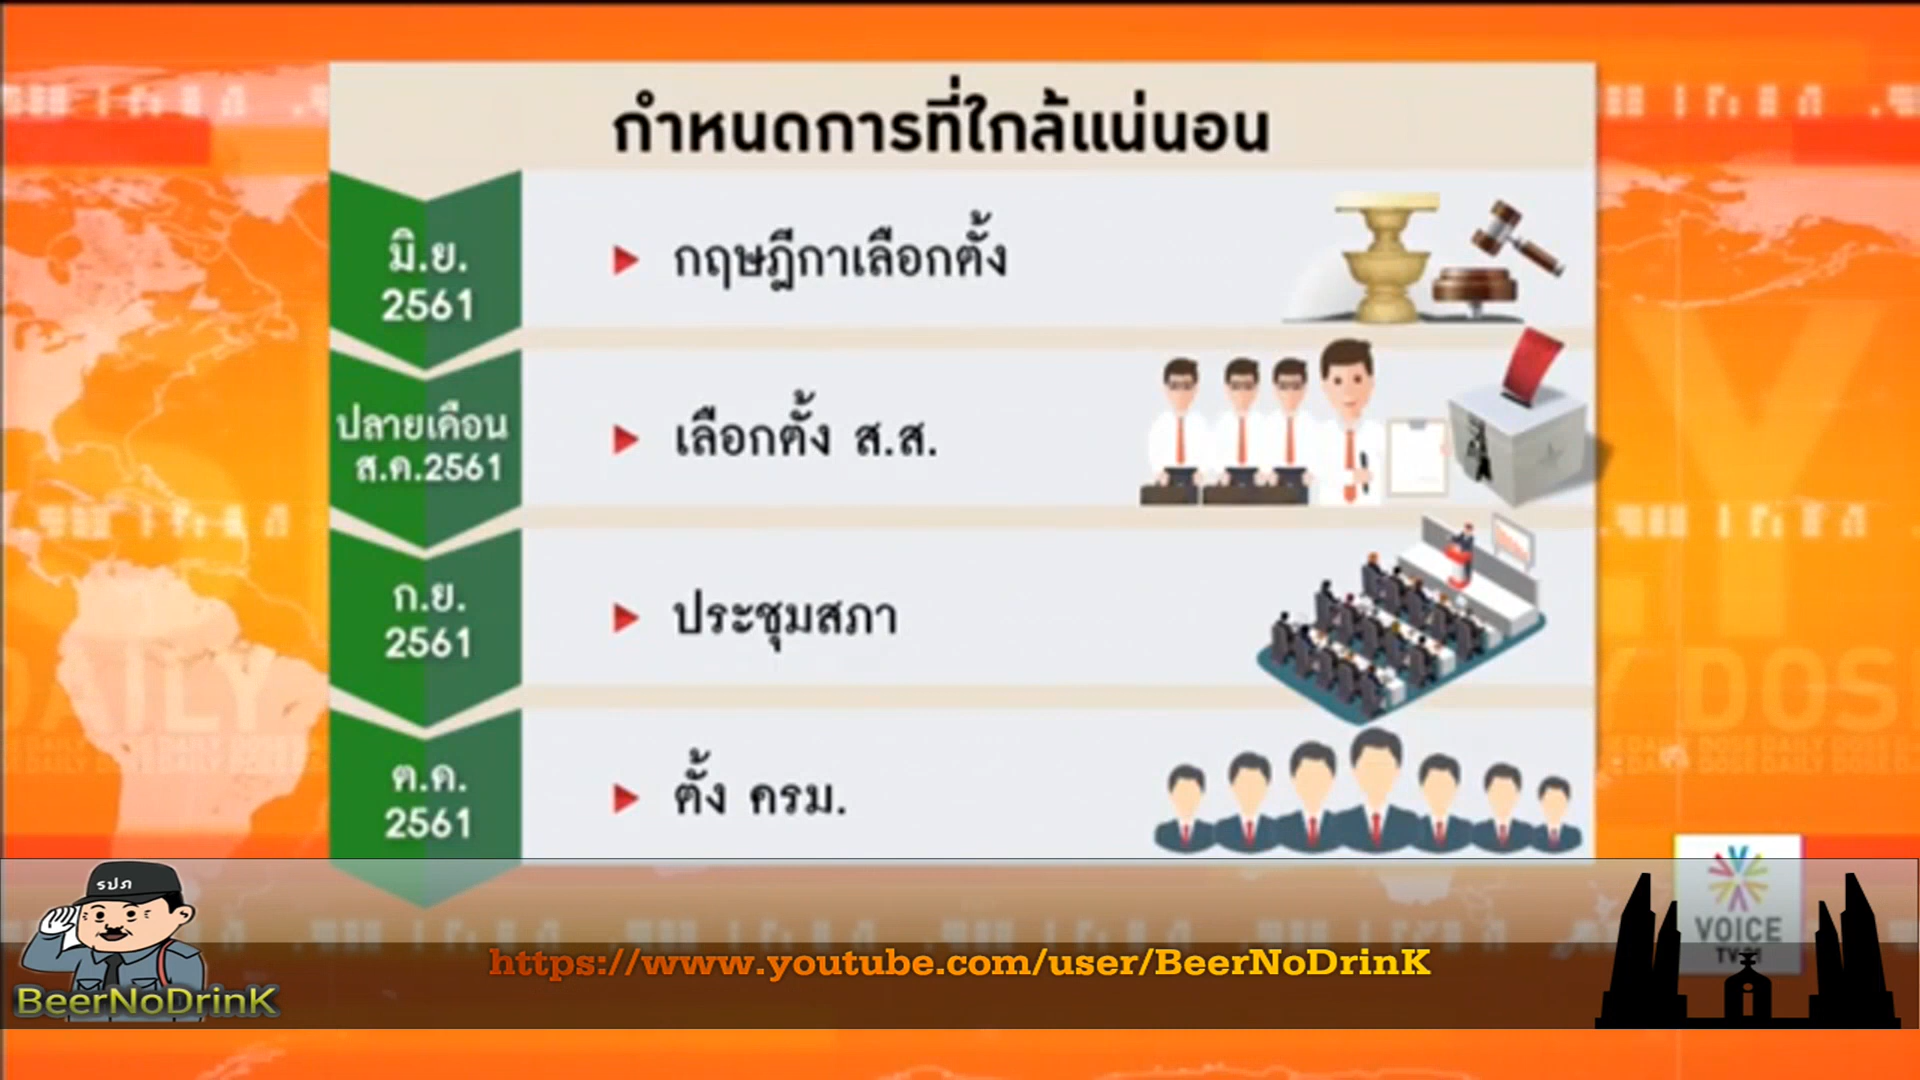 กำหนดการที่ใกล้แน่นอน
มิ.ย.
2561
กฤษฎีกาเลือกตั้ง
ปลายเดือน
ส.ค.2561
เลือกตั้ง ส.ส.
ก.ย.
2561
ประชุมสภา
ต.ค.
2561
ตั้ง ครม.
DAILY
Y DOS
รปภ
BeerNoDrinK
https://www.youtube.com/user/BeerNoDrinK
VOICE